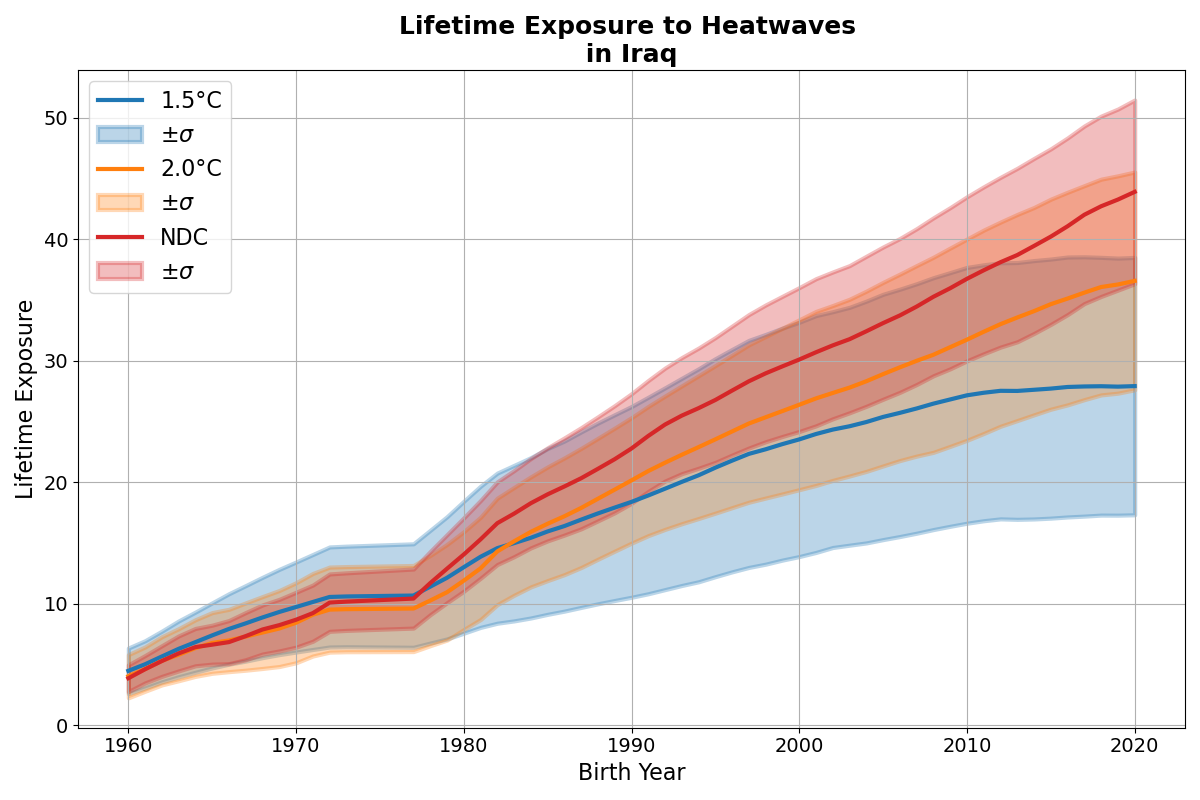 Lifetime Exposure to Heatwaves
in Iraq
1.5°C
±σ
2.0°C
±σ
NDC
±σ
Lifetime Exposure
50
40
30
20
10
0
1960 1970 1980 1990 2000 2010 2020
Birth Year